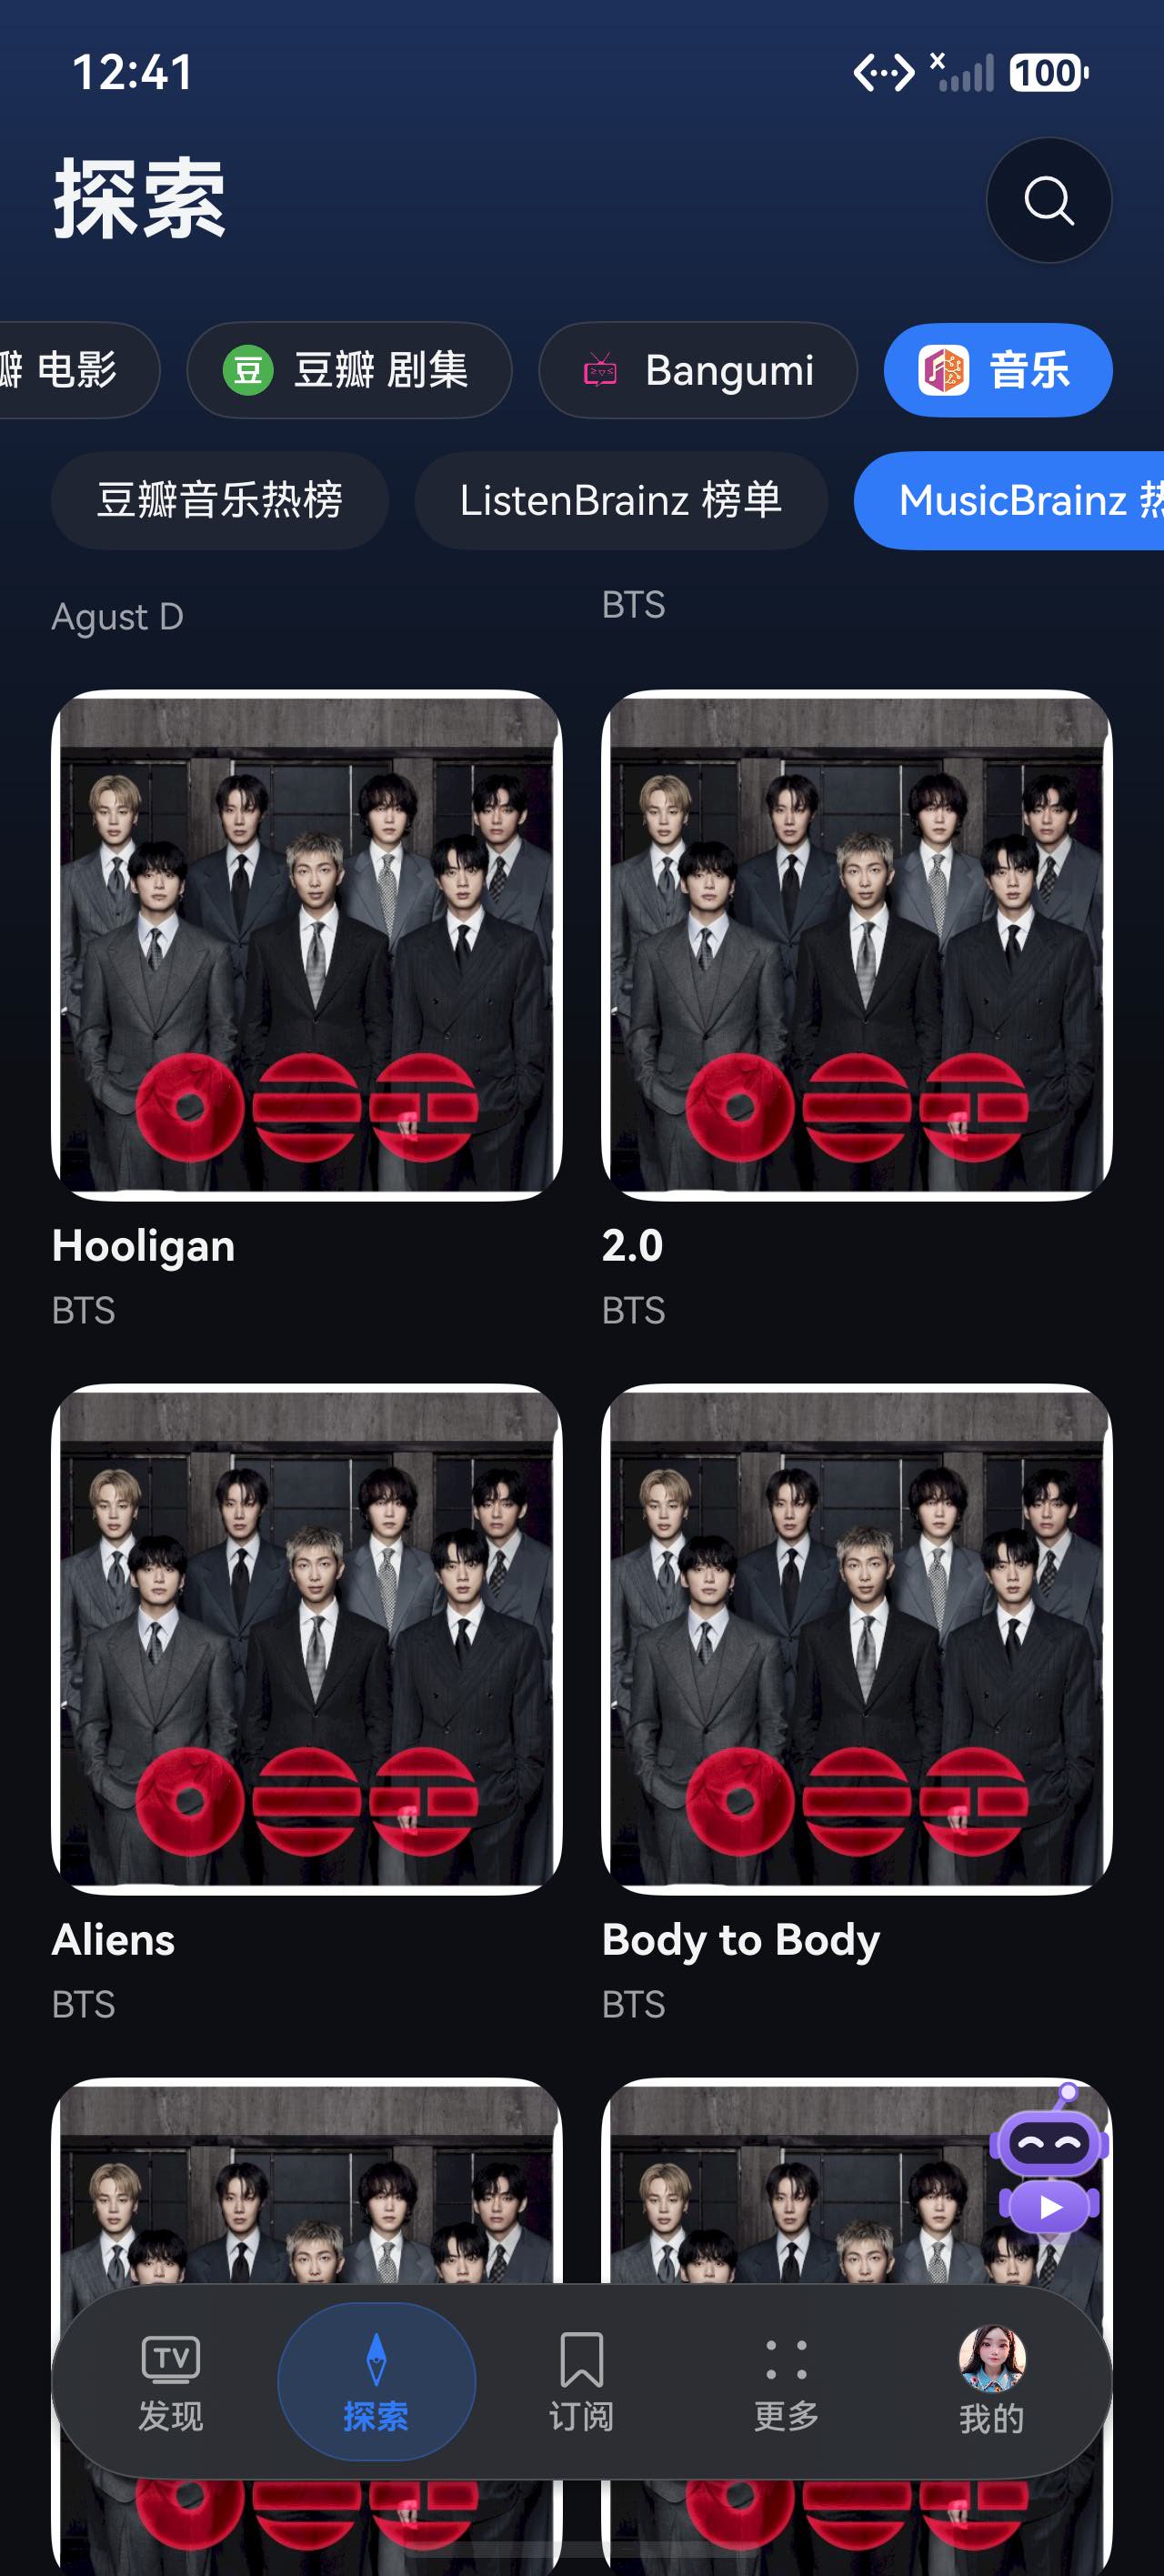 12:41
100
探索
瓣 电影
豆
豆瓣 剧集
Bangumi
音乐
豆瓣音乐热榜
ListenBrainz 榜单
MusicBrainz 热
Agust D
BTS
Hooligan
BTS
2.0
BTS
Aliens
BTS
Body to Body
BTS
TV
发现
探索
订阅
更多
我的